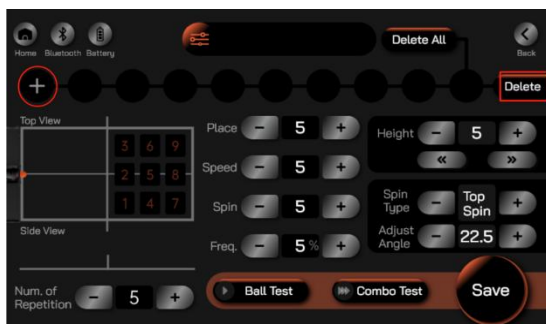 Home Bluetooth Battery
Delete All
Back
+
Delete
Top View
3 6 9
2 5 8
1 4 7
Side View
Num. of
Repetition
- 5 +
Place - 5 +
Speed - 5 +
Spin - 5 +
Freq. - 5 % +
Height - 5 +
« »
Spin
Type - Top
Spin +
Adjust
Angle - 22.5 +
Ball Test
Combo Test
Save